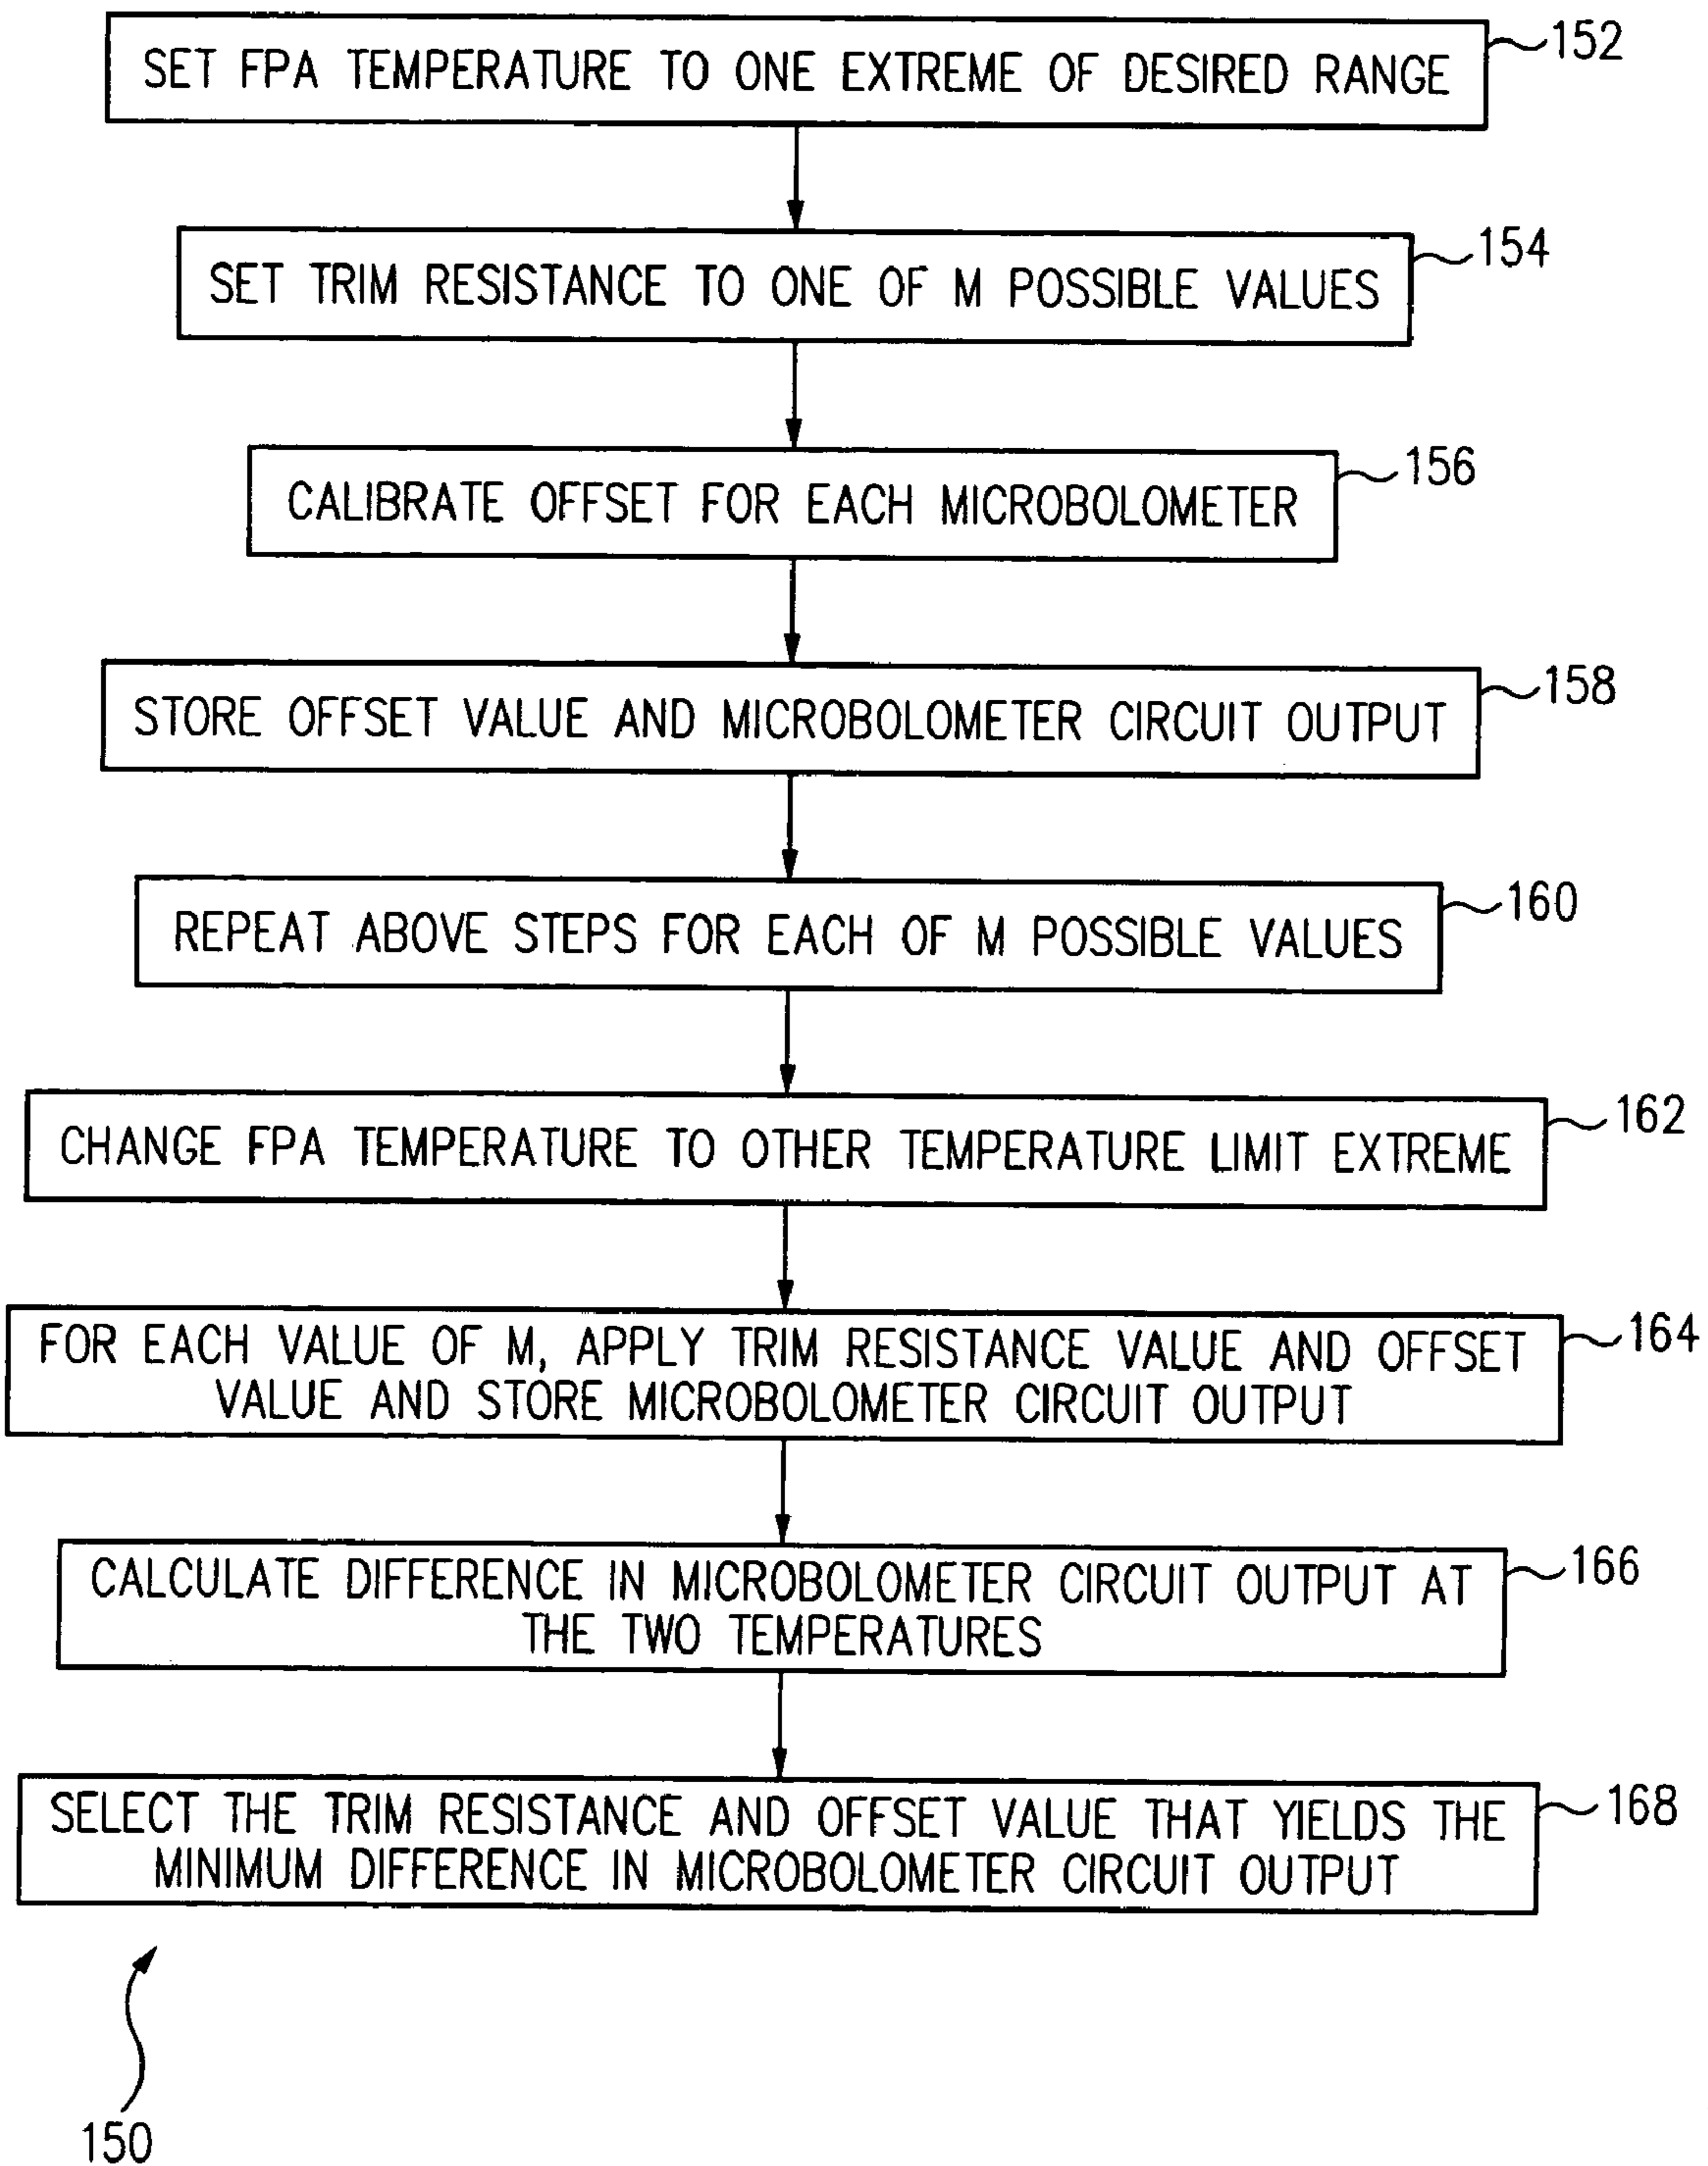 SET FPA TEMPERATURE TO ONE EXTREME OF DESIRED RANGE
152
SET TRIM RESISTANCE TO ONE OF M POSSIBLE VALUES
154
CALIBRATE OFFSET FOR EACH MICROBOLOMETER
156
STORE OFFSET VALUE AND MICROBOLOMETER CIRCUIT OUTPUT
158
REPEAT ABOVE STEPS FOR EACH OF M POSSIBLE VALUES
160
CHANGE FPA TEMPERATURE TO OTHER TEMPERATURE LIMIT EXTREME
162
FOR EACH VALUE OF M, APPLY TRIM RESISTANCE VALUE AND OFFSET
VALUE AND STORE MICROBOLOMETER CIRCUIT OUTPUT
164
CALCULATE DIFFERENCE IN MICROBOLOMETER CIRCUIT OUTPUT AT
THE TWO TEMPERATURES
166
SELECT THE TRIM RESISTANCE AND OFFSET VALUE THAT YIELDS THE
MINIMUM DIFFERENCE IN MICROBOLOMETER CIRCUIT OUTPUT
168
150